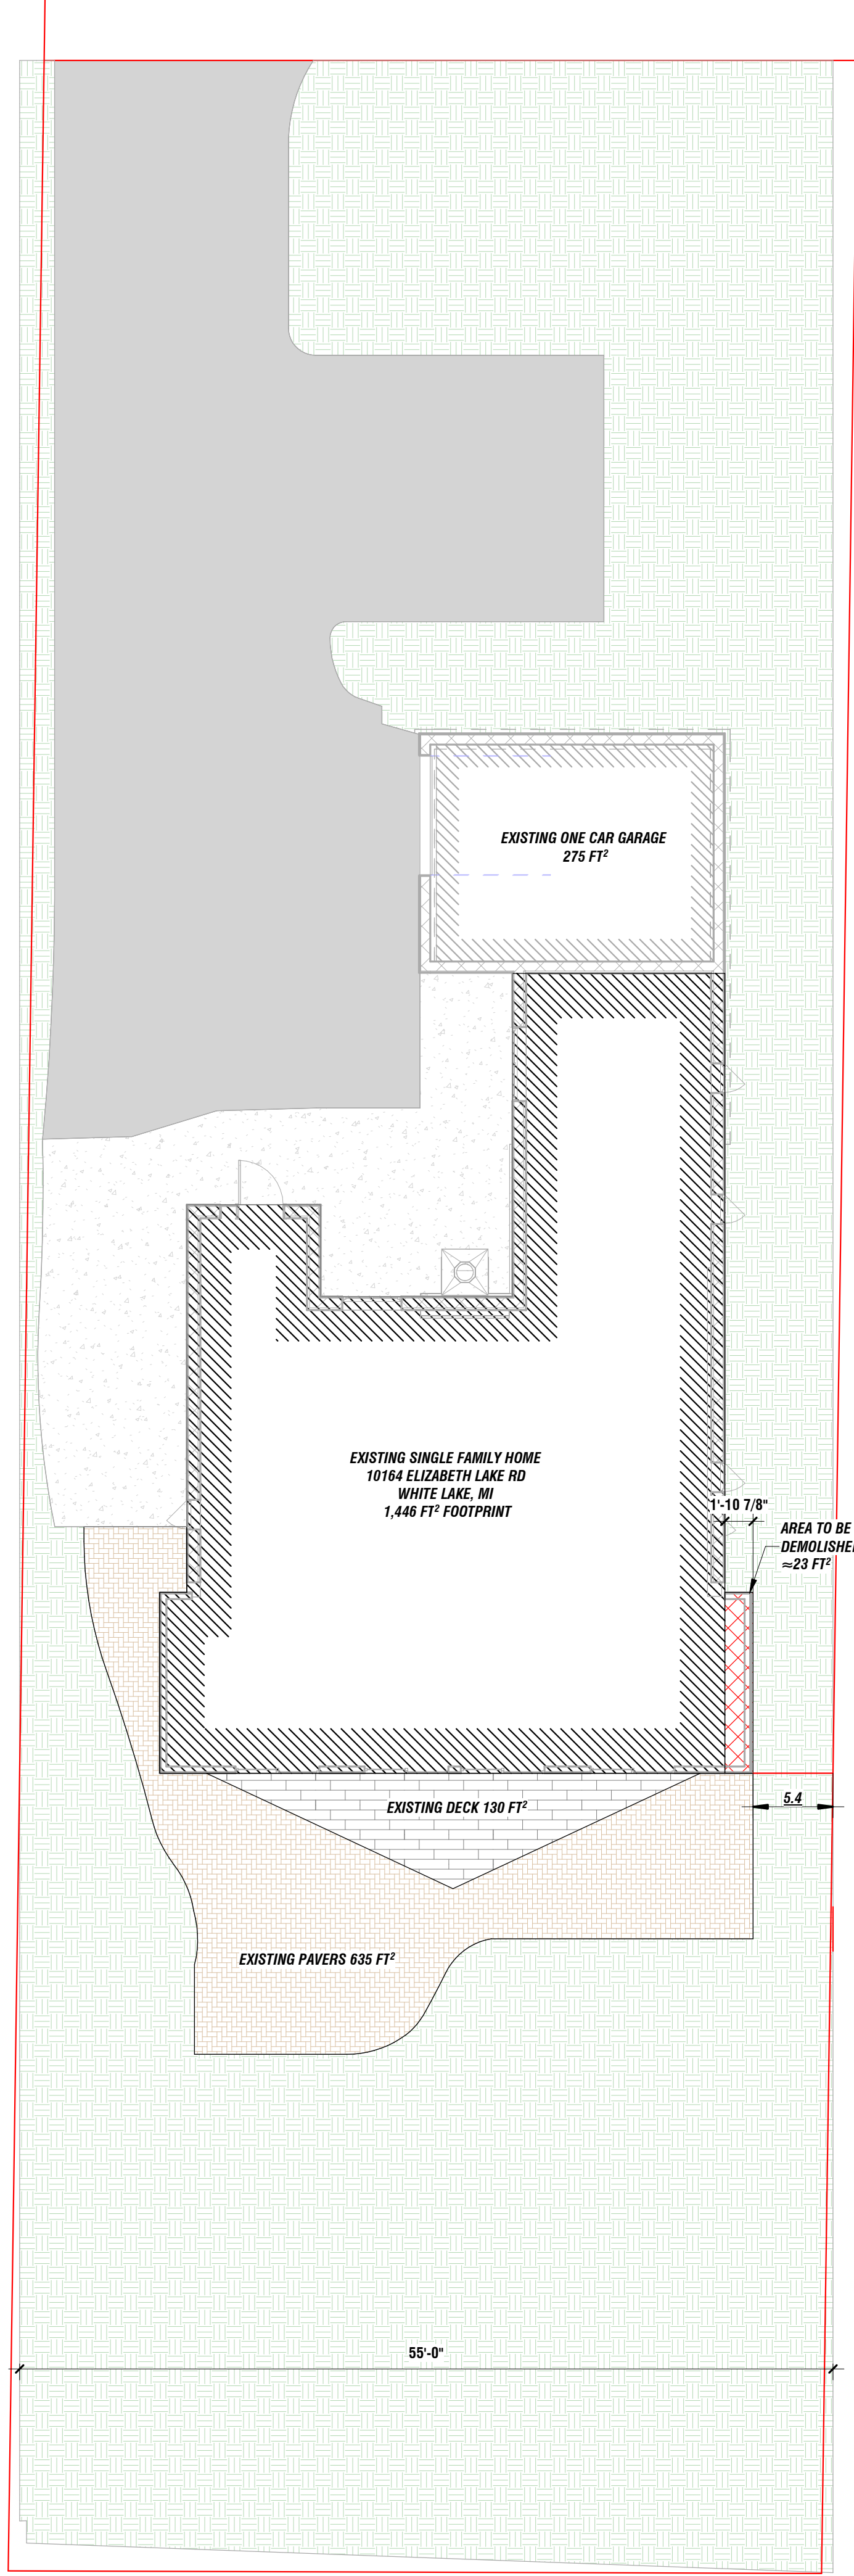 EXISTING ONE CAR GARAGE
275 FT²
EXISTING SINGLE FAMILY HOME
10164 ELIZABETH LAKE RD
WHITE LAKE, MI
1,446 FT² FOOTPRINT
1'-10 7/8"
AREA TO BE
DEMOLISHE
≈23 FT²
5.4
EXISTING DECK 130 FT²
EXISTING PAVERS 635 FT²
55'-0"